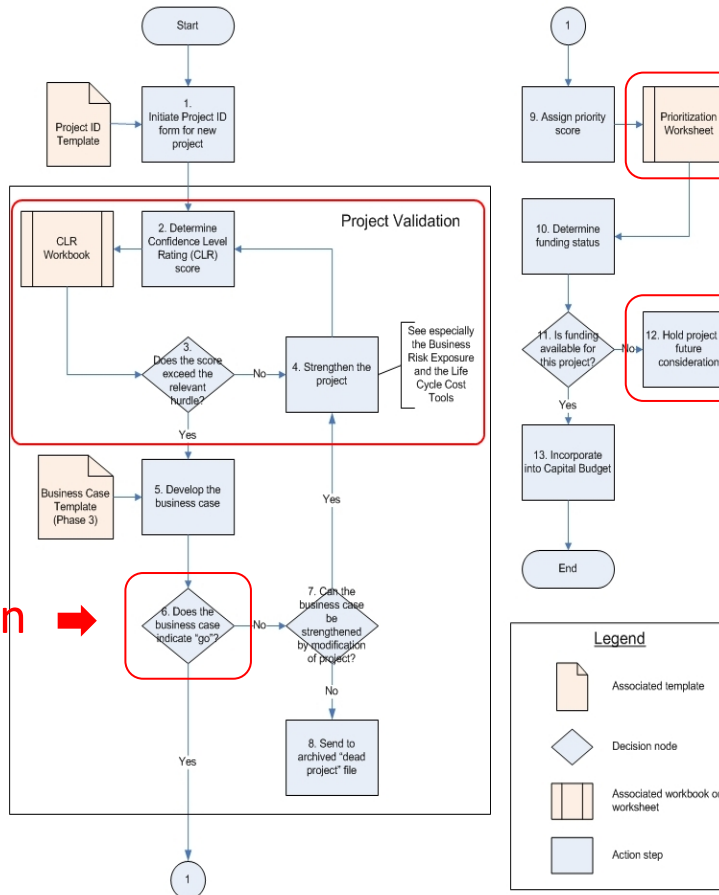 Start
Project ID
Template
1.
Initiate Project ID
form for new
project
Project Validation
CLR
Workbook
2. Determine
Confidence Level
Rating (CLR)
score
3.
Does the score
exceed the
relevant
hurdle?
No
4. Strengthen the
project
See especially
the Business
Risk Exposure
and the Life
Cycle Cost
Tools
Yes
Business Case
Template
(Phase 3)
5. Develop the
business case
Yes
n
6. Does the
business case
indicate "go"?
No
7. Can the
business case
be
strengthened
by modification
of project?
No
8. Send to
archived "dead
project" file
Yes
1
1
9. Assign priority
score
Prioritization
Worksheet
10. Determine
funding status
11. Is funding
available for
this project?
No
12. Hold project
future
consideration
Yes
13. Incorporate
into Capital Budget
End
Legend
Associated template
Decision node
Associated workbook or
worksheet
Action step